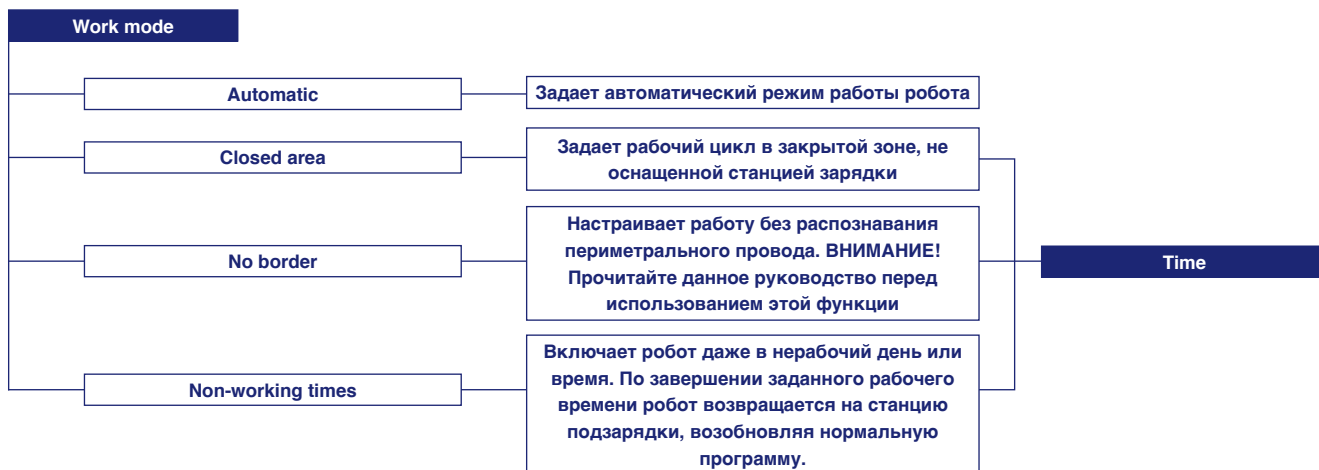 Work mode
Automatic
Задает автоматический режим работы робота
Closed area
Задает рабочий цикл в закрытой зоне, не
оснащенной станцией зарядки
No border
Настраивает работу без распознавания
периметрального провода. ВНИМАНИЕ!
Прочитайте данное руководство перед
использованием этой функции
Time
Non-working times
Включает робот даже в нерабочий день или
время. По завершении заданного рабочего
времени робот возвращается на станцию
подзарядки, возобновляя нормальную
программу.